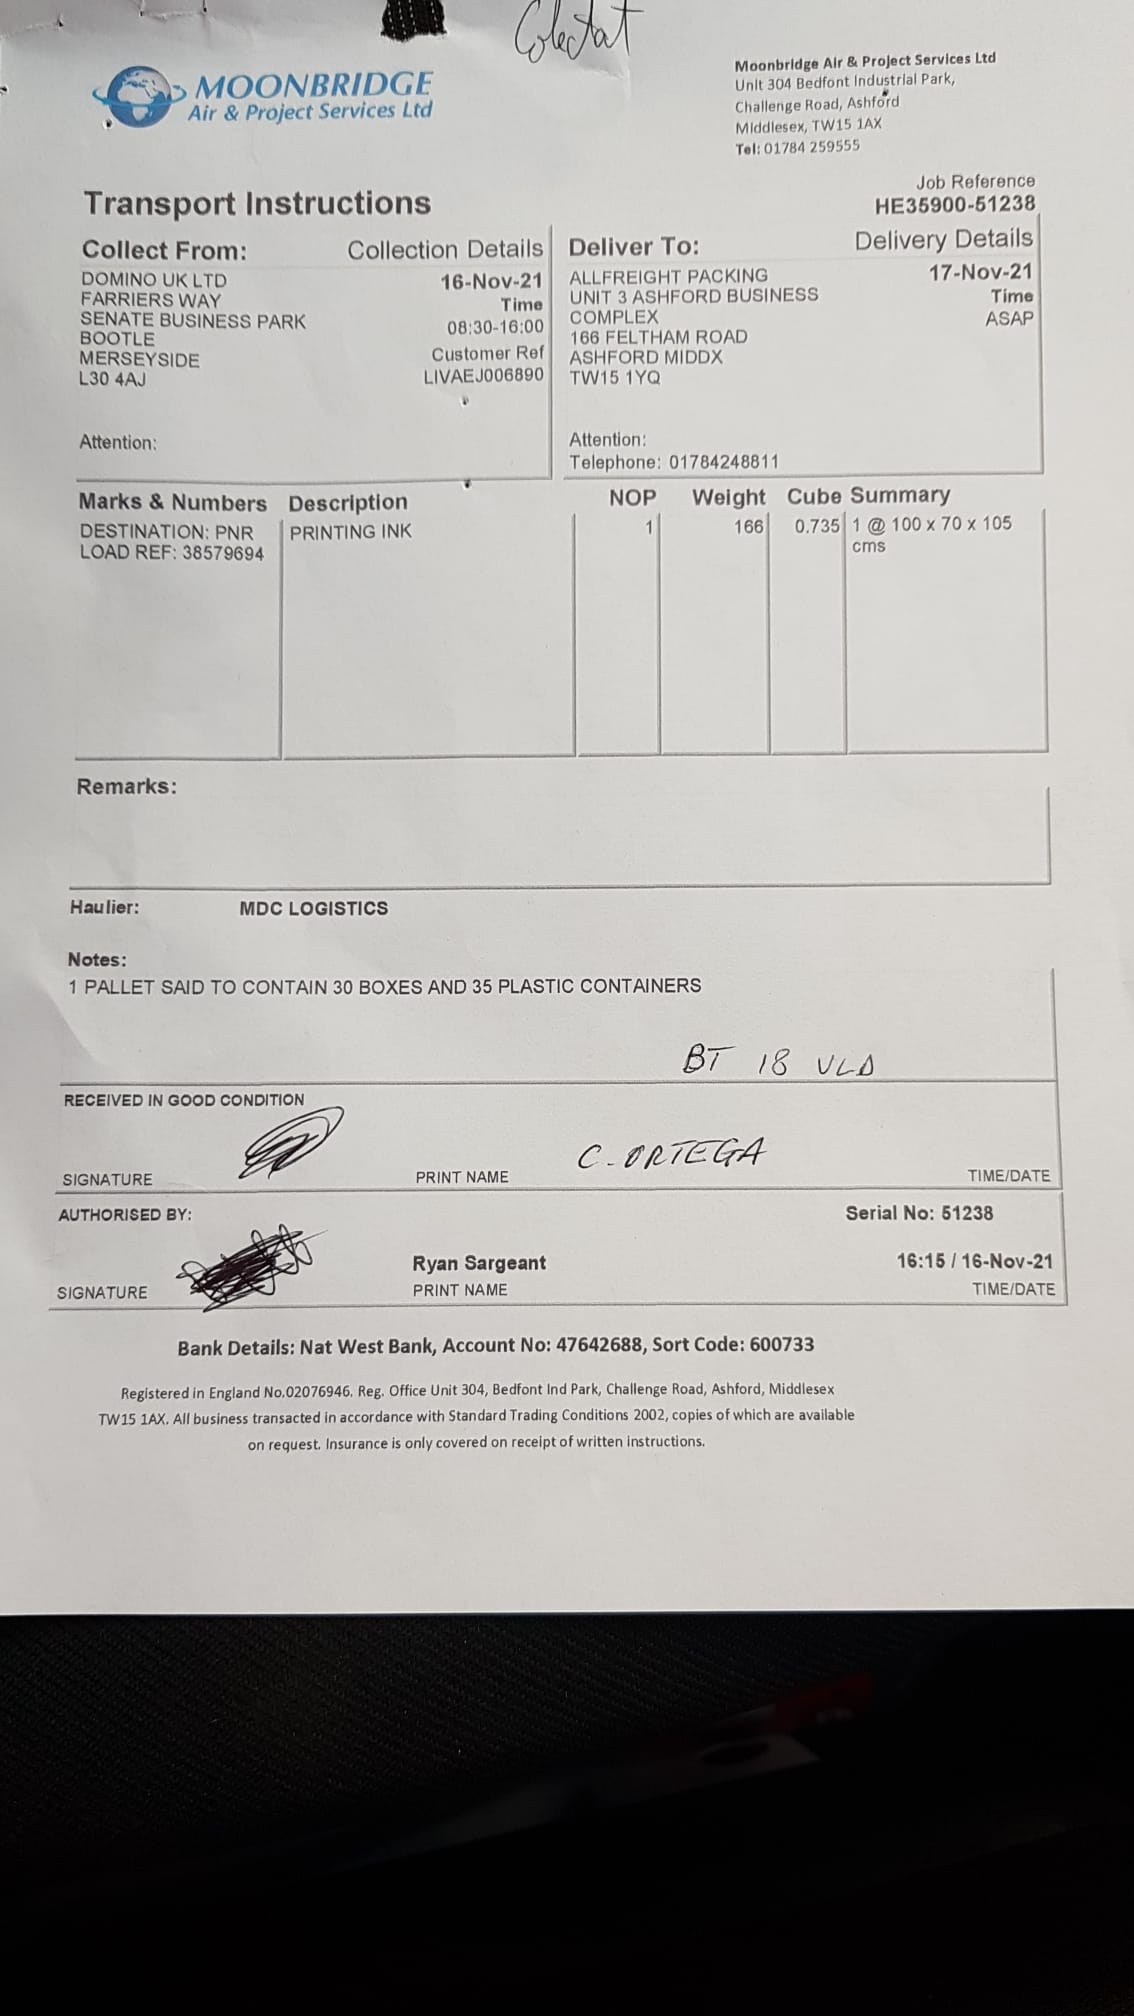 Colectat
MOONBRIDGE
Air & Project Services Ltd
Moonbridge Air & Project Services Ltd
Unit 304 Bedfont Industrial Park,
Challenge Road, Ashford
Middlesex, TW15 1AX
Tel: 01784 259555
Job Reference
HE35900-51238
Transport Instructions
Collect From:
Collection Details
DOMINO UK LTD
FARRIERS WAY
SENATE BUSINESS PARK
BOOTLE
MERSEYSIDE
L30 4AJ
16-Nov-21
Time
08:30-16:00
Customer Ref
LIVAEJ006890
Attention:
Deliver To:
Delivery Details
ALLFREIGHT PACKING
UNIT 3 ASHFORD BUSINESS
COMPLEX
166 FELTHAM ROAD
ASHFORD MIDDX
TW15 1YQ
17-Nov-21
Time
ASAP
Attention:
Telephone: 01784248811
Marks & Numbers Description NOP Weight Cube Summary
DESTINATION: PNR PRINTING INK 1 166 0.735 1 @ 100 x 70 x 105
LOAD REF: 38579694 cms
Remarks:
Haulier: MDC LOGISTICS
Notes:
1 PALLET SAID TO CONTAIN 30 BOXES AND 35 PLASTIC CONTAINERS
BT 18 VLD
RECEIVED IN GOOD CONDITION
C. ORTEGA
SIGNATURE PRINT NAME TIME/DATE
AUTHORISED BY: Serial No: 51238
Ryan Sargeant 16:15 / 16-Nov-21
SIGNATURE PRINT NAME TIME/DATE
Bank Details: Nat West Bank, Account No: 47642688, Sort Code: 600733
Registered in England No.02076946. Reg. Office Unit 304, Bedfont Ind Park, Challenge Road, Ashford, Middlesex
TW15 1AX. All business transacted in accordance with Standard Trading Conditions 2002, copies of which are available
on request. Insurance is only covered on receipt of written instructions.